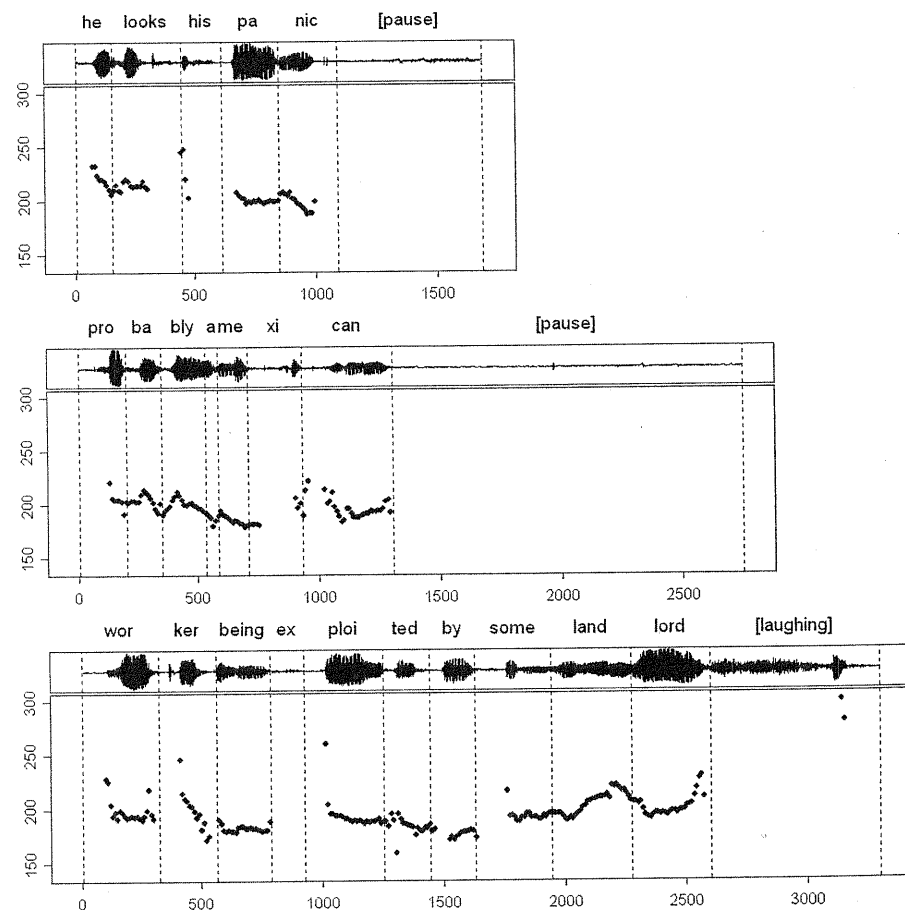 he looks his pa nic [pause]
300
250
200
150
0 500 1000 1500
pro ba bly ame xi can [pause]
300
250
200
150
0 500 1000 1500 2000 2500
wor ker being ex ploi ted by some land lord [laughing]
300
250
200
150
0 500 1000 1500 2000 2500 3000